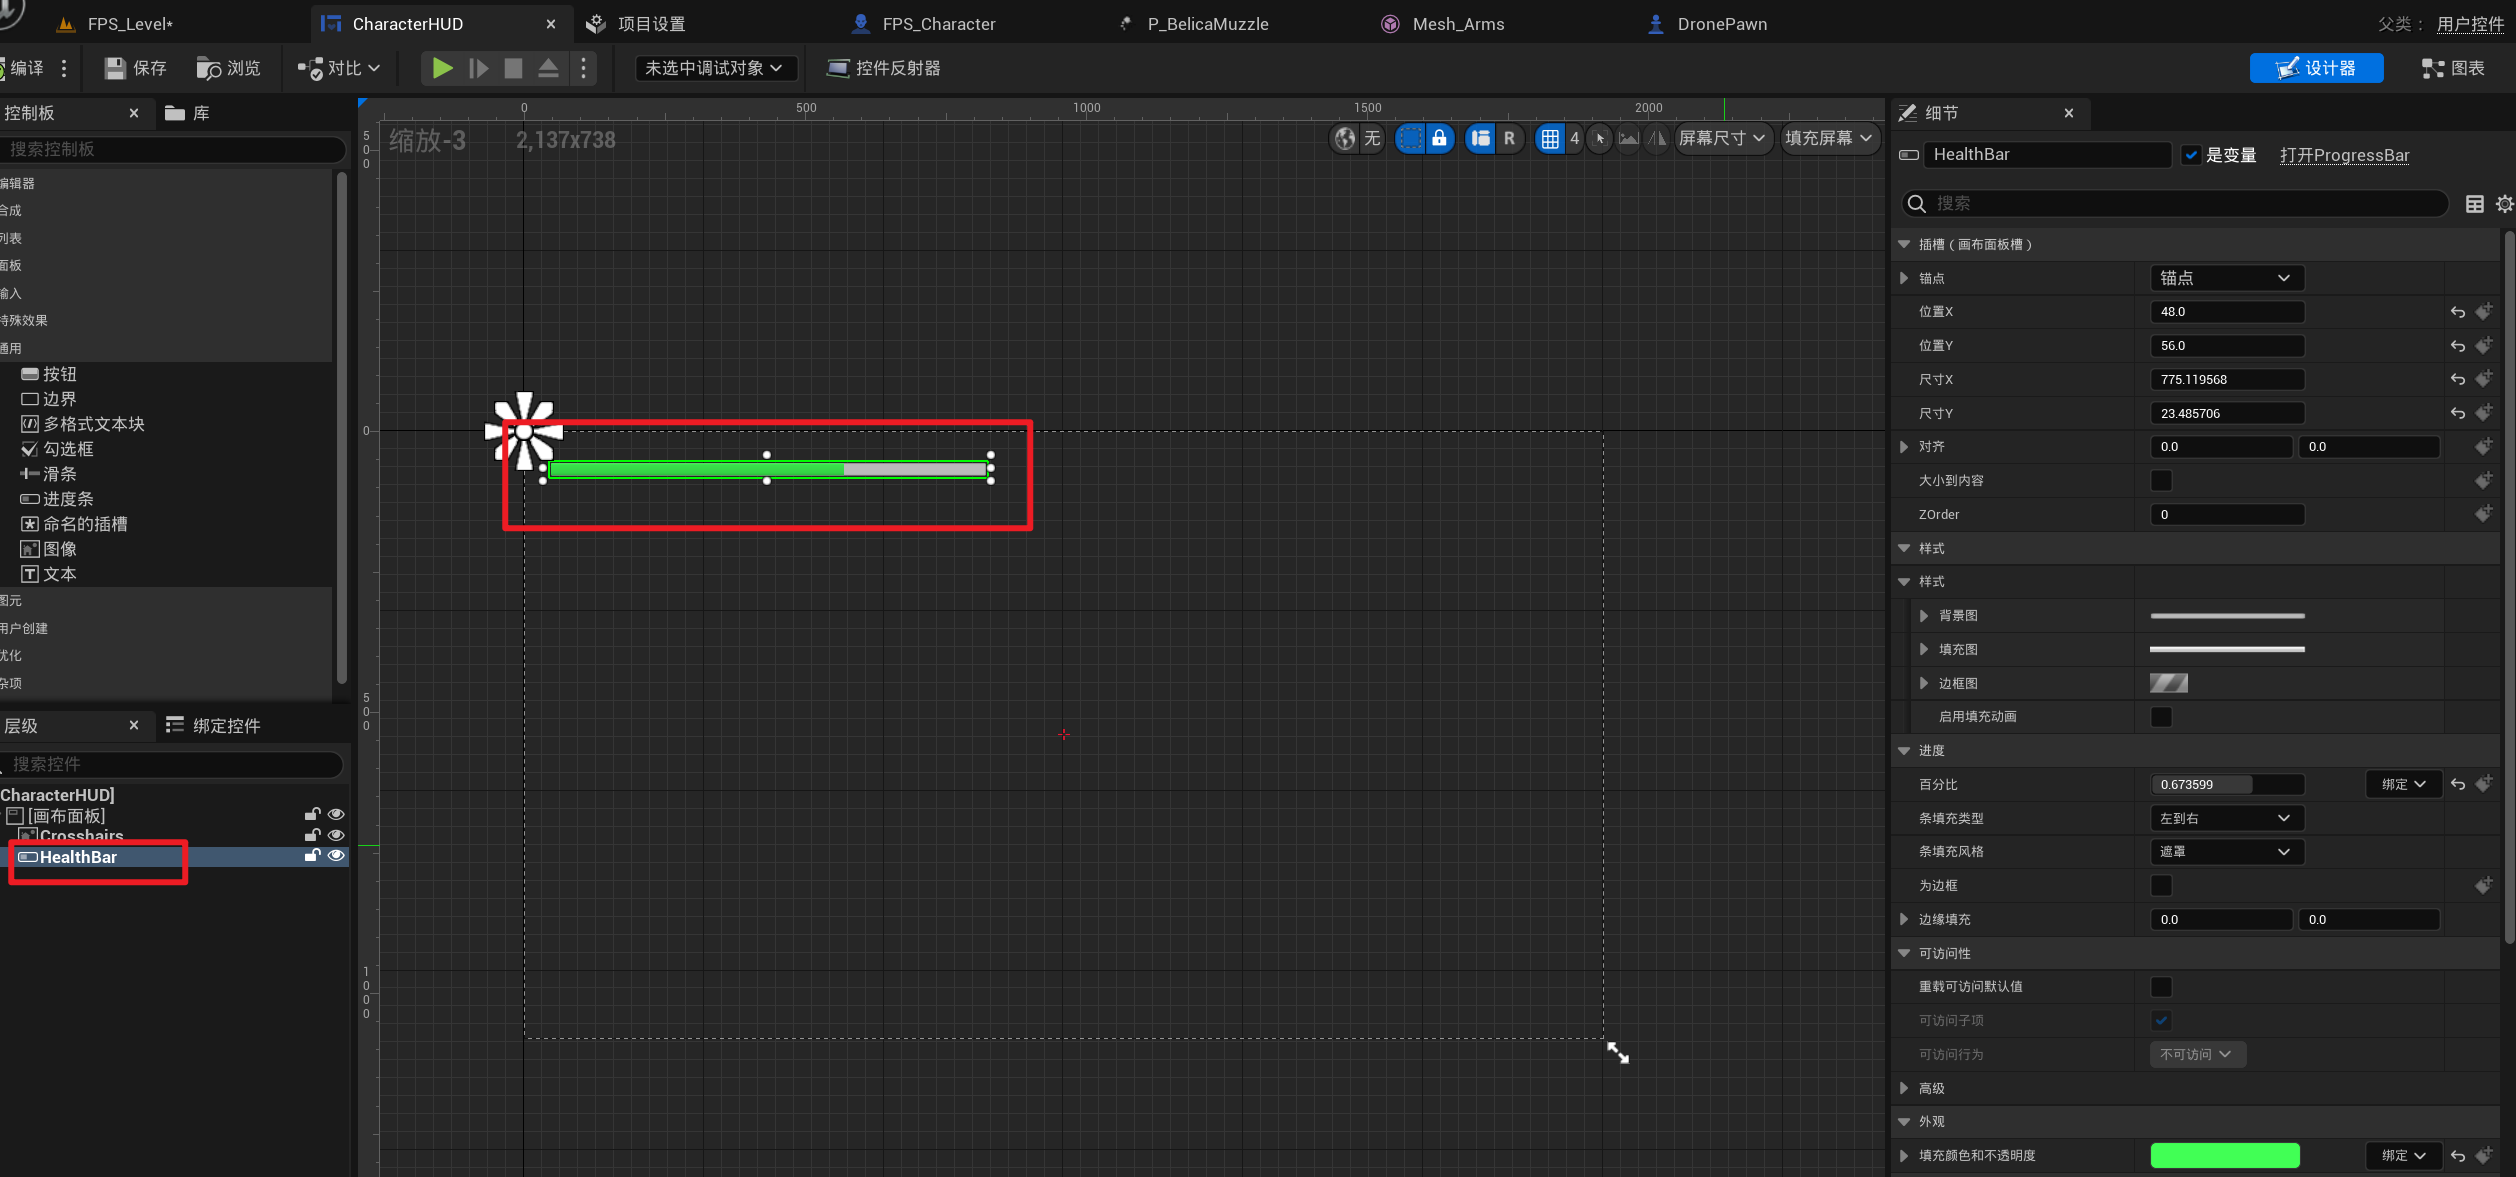 FPS_Level*
CharacterHUD
项目设置
FPS_Character
P_BelicaMuzzle
Mesh_Arms
DronePawn
父类：
用户控件
编译
保存
浏览
对比
未选中调试对象
控件反射器
设计器
图表
控制板
库
搜索控制板
编辑器
合成
列表
面板
输入
特殊效果
通用
按钮
边界
多格式文本块
勾选框
滑条
进度条
命名的插槽
图像
文本
图元
用户创建
优化
杂项
层级
绑定控件
搜索控件
CharacterHUD]
[画布面板]
Crosshairs
HealthBar
0
500
1000
1500
2000
缩放-3
2,137x738
无
R
4
屏幕尺寸
填充屏幕
500
0
500
1000
细节
HealthBar
是变量
打开ProgressBar
搜索
插槽（画布面板槽）
锚点
锚点
位置X
48.0
位置Y
56.0
尺寸X
775.119568
尺寸Y
23.485706
对齐
0.0
0.0
大小到内容
ZOrder
0
样式
样式
背景图
填充图
边框图
启用填充动画
进度
百分比
0.673599
绑定
条填充类型
左到右
条填充风格
遮罩
为边框
边缘填充
0.0
0.0
可访问性
重载可访问默认值
可访问子项
可访问行为
不可访问
高级
外观
填充颜色和不透明度
绑定